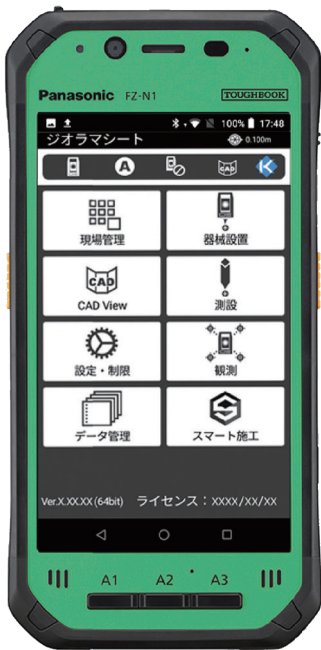 Panasonic FZ-N1 TOUGHBOOK
100% 17:48
ジオラマシート 0.100m
A CAD K
現場管理 器械設置
CAD
CAD View 測設
設定・制限 観測
データ管理 スマート施工
Ver.X.XX.XX (64bit) ライセンス：XXXX/XX/XX
A1 A2 A3